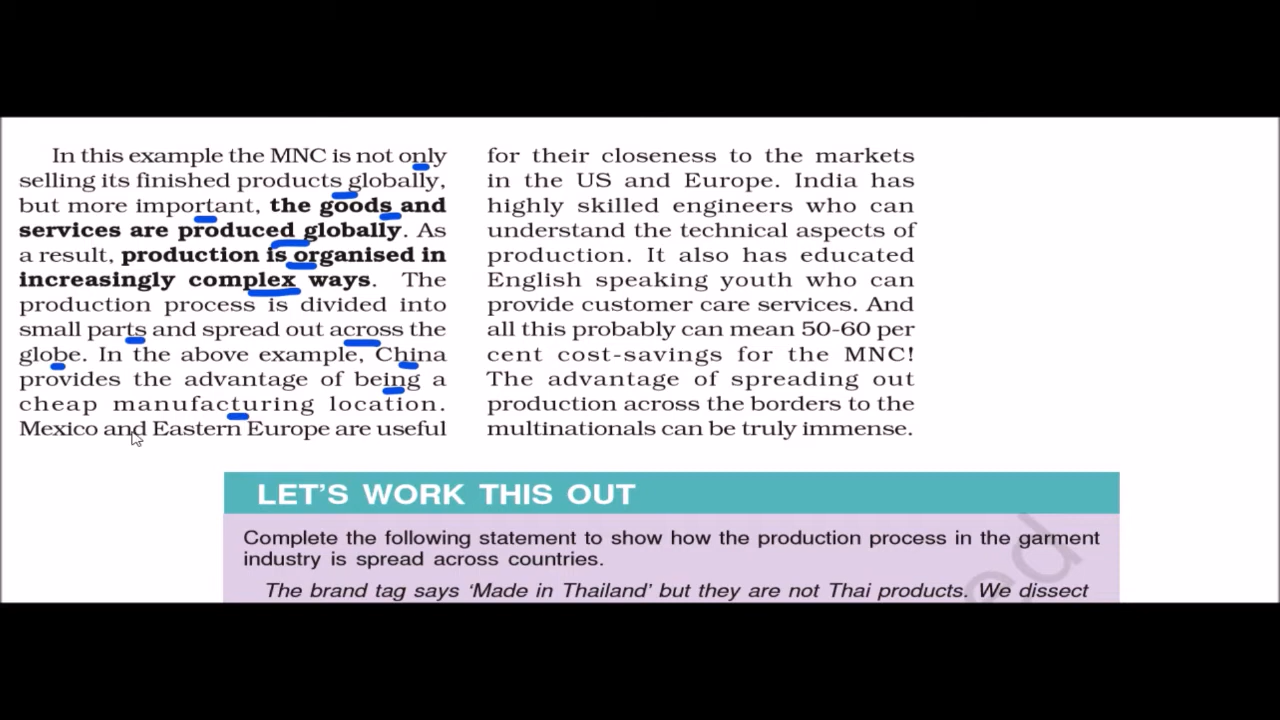 In this example the MNC is not only
selling its finished products globally,
but more important, the goods and
services are produced globally. As
a result, production is organised in
increasingly complex ways. The
production process is divided into
small parts and spread out across the
globe. In the above example, China
provides the advantage of being a
cheap manufacturing location.
Mexico and Eastern Europe are useful
for their closeness to the markets
in the US and Europe. India has
highly skilled engineers who can
understand the technical aspects of
production. It also has educated
English speaking youth who can
provide customer care services. And
all this probably can mean 50-60 per
cent cost-savings for the MNC!
The advantage of spreading out
production across the borders to the
multinationals can be truly immense.
LET'S WORK THIS OUT
Complete the following statement to show how the production process in the garment
industry is spread across countries.
The brand tag says ‘Made in Thailand’ but they are not Thai products. We dissect